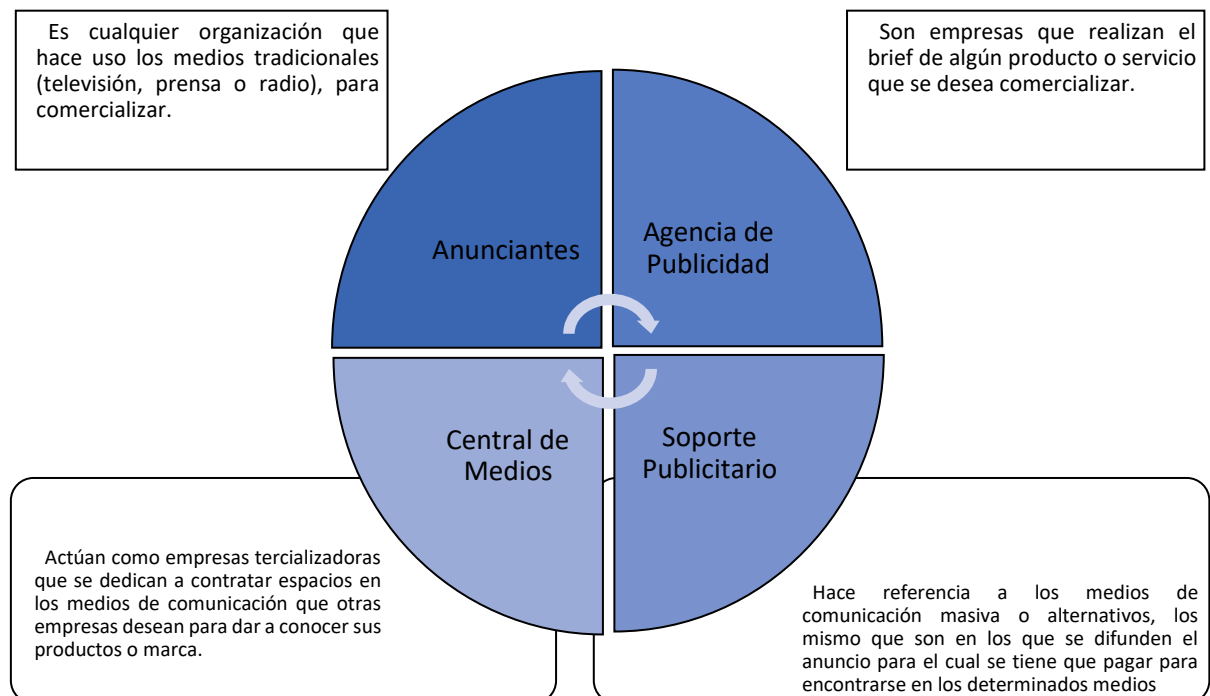 Es cualquier organización que
hace uso los medios tradicionales
(televisión, prensa o radio), para
comercializar.
Son empresas que realizan el
brief de algún producto o servicio
que se desea comercializar.
Anunciantes
Agencia de
Publicidad
Central de
Medios
Soporte
Publicitario
Actúan como empresas tercializadoras
que se dedican a contratar espacios en
los medios de comunicación que otras
empresas desean para dar a conocer sus
productos o marca.
Hace referencia a los medios de
comunicación masiva o alternativos, los
mismo que son en los que se difunden el
anuncio para el cual se tiene que pagar para
encontrarse en los determinados medios